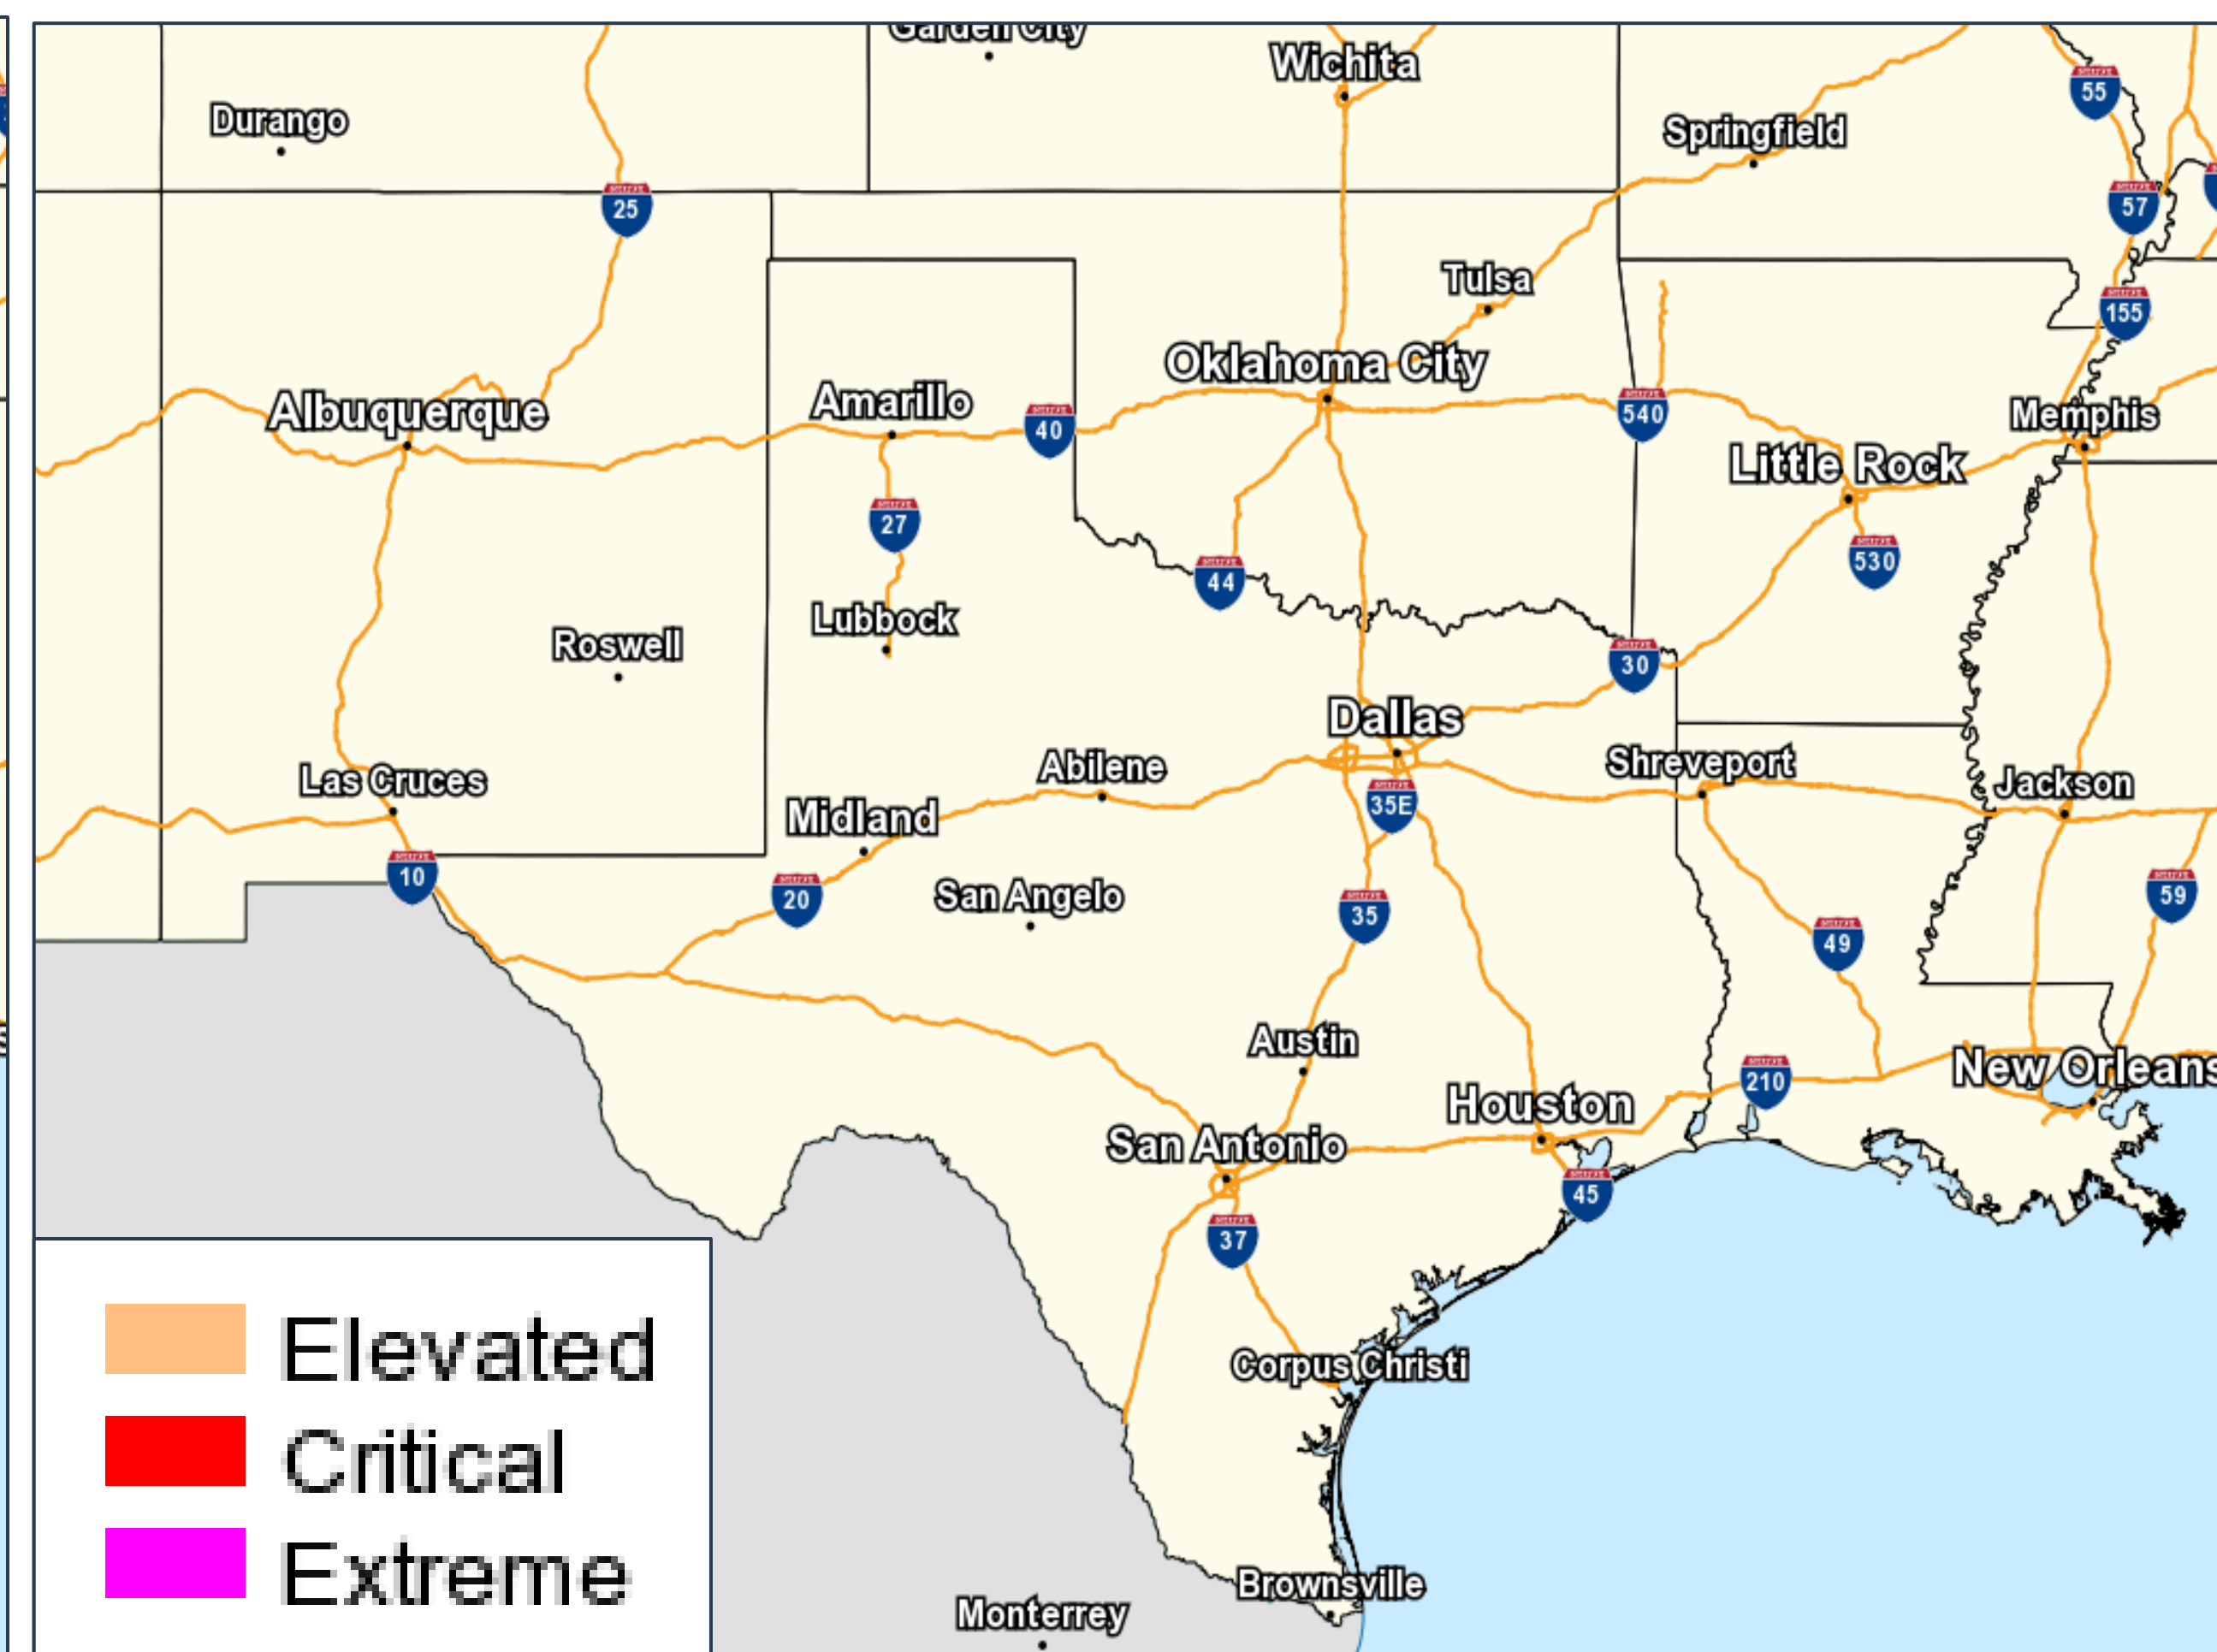 Garden City
Wichita
55
Durango
Springfield
25
57
Tulsa
155
Oklahoma City
Amarillo
Albuquerque
40
540
Memphis
Little Rock
27
530
44
Lubbock
Roswell
30
Dallas
Abilene
Shreveport
Las Cruces
Jackson
35E
Midland
10
20
San Angelo
35
59
49
Austin
New Orleans
210
Houston
San Antonio
45
37
Elevated
Corpus Christi
Critical
Extreme
Brownsville
Monterrey